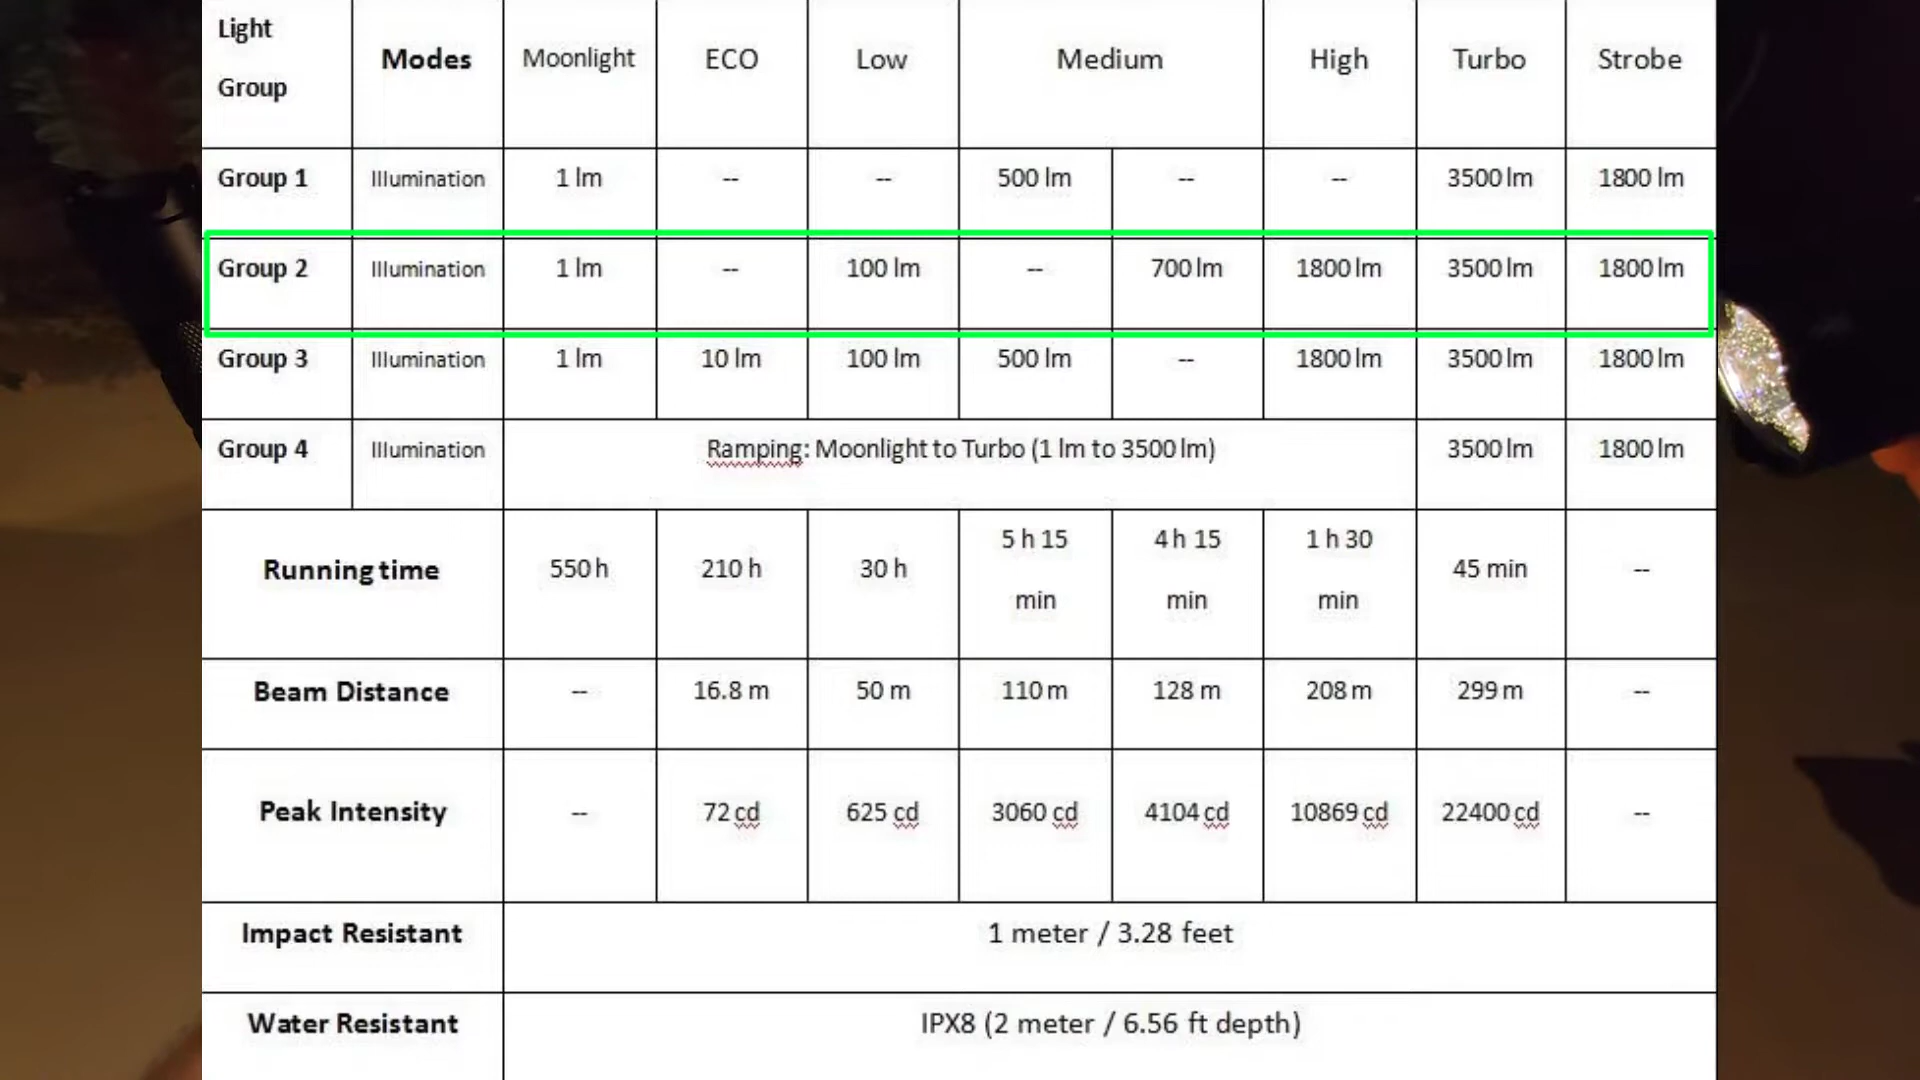 Light Group Modes Moonlight ECO Low Medium High Turbo Strobe
Group 1 Illumination 1 lm -- -- 500 lm -- -- 3500 lm 1800 lm
Group 2 Illumination 1 lm -- 100 lm -- 700 lm 1800 lm 3500 lm 1800 lm
Group 3 Illumination 1 lm 10 lm 100 lm 500 lm -- 1800 lm 3500 lm 1800 lm
Group 4 Illumination Ramping: Moonlight to Turbo (1 lm to 3500 lm) 3500 lm 1800 lm
Running time 550 h 210 h 30 h 5 h 15 min 4 h 15 min 1 h 30 min 45 min --
Beam Distance -- 16.8 m 50 m 110 m 128 m 208 m 299 m --
Peak Intensity -- 72 cd 625 cd 3060 cd 4104 cd 10869 cd 22400 cd --
Impact Resistant 1 meter / 3.28 feet
Water Resistant IPX8 (2 meter / 6.56 ft depth)